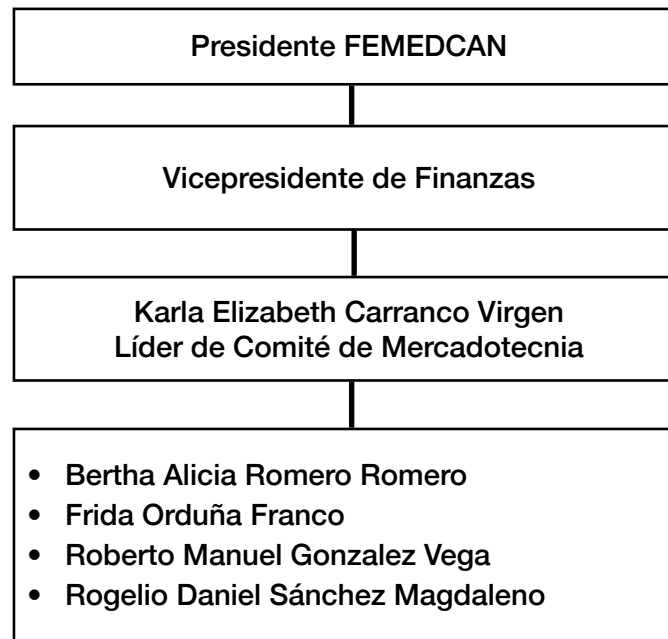 Presidente FEMEDCAN
Vicepresidente de Finanzas
Karla Elizabeth Carranco Virgen
Líder de Comité de Mercadotecnia
• Bertha Alicia Romero Romero
• Frida Orduña Franco
• Roberto Manuel Gonzalez Vega
• Rogelio Daniel Sánchez Magdaleno